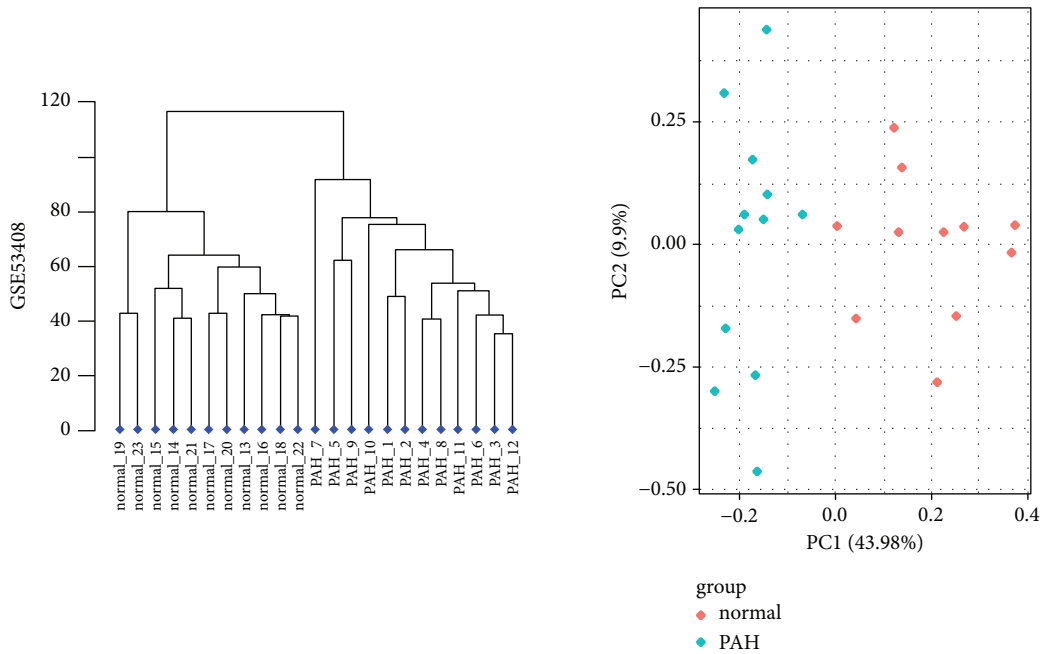 GSE53408
120
80
60
40
20
0
normal_19
normal_23
normal_15
normal_14
normal_21
normal_17
normal_20
normal_13
normal_16
normal_18
normal_22
PAH_7
PAH_5
PAH_9
PAH_10
PAH_1
PAH_2
PAH_4
PAH_8
PAH_11
PAH_6
PAH_3
PAH_12
PC2 (9.9%)
0.25
0.00
−0.25
−0.50
−0.2
0.0
0.2
0.4
PC1 (43.98%)
group
normal
PAH